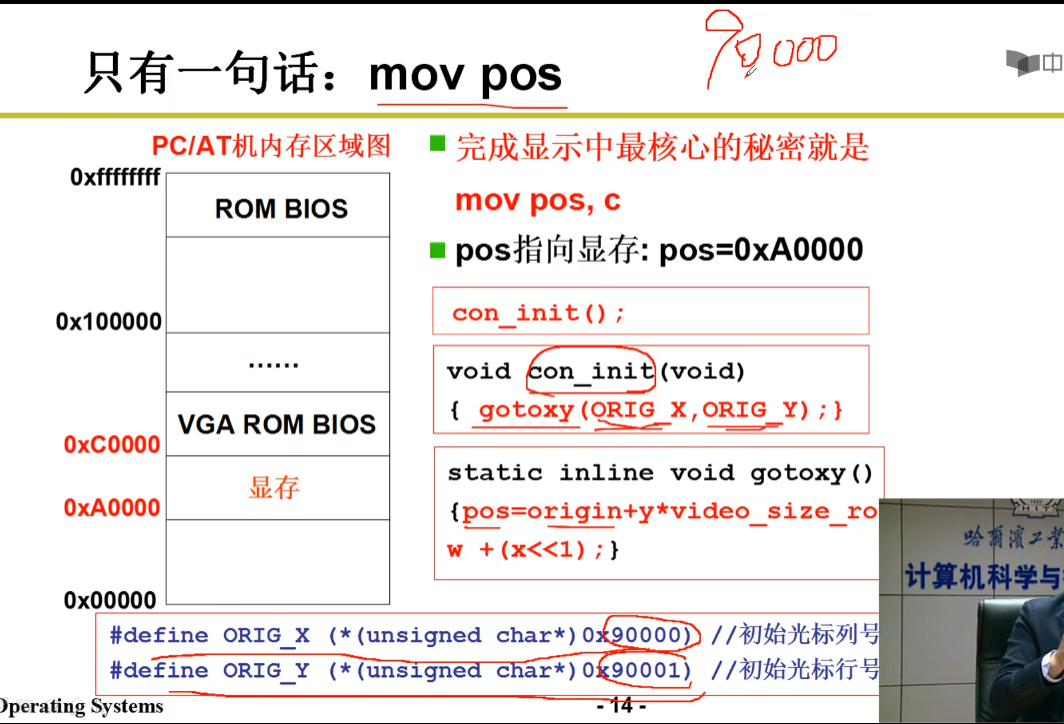 90000
只有一句话：mov pos
中
PC/AT机内存区域图
0xffffffff
ROM BIOS
0x100000
......
VGA ROM BIOS
0xC0000
显存
0xA0000
0x00000
完成显示中最核心的秘密就是
mov pos, c
pos指向显存: pos=0xA0000
con_init();
void con_init(void)
{ gotoxy(ORIG_X,ORIG_Y);}
static inline void gotoxy()
{pos=origin+y*video_size_ro
w +(x<<1);}
#define ORIG_X (*(unsigned char*)0x90000) //初始光标列号
#define ORIG_Y (*(unsigned char*)0x90001) //初始光标行号
Operating Systems
- 14 -
哈爾濱工業
计算机科学与